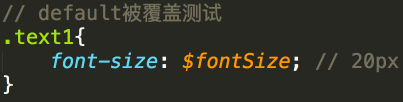 // default被覆盖测试
.text1{
    font-size: $fontSize; // 20px
}